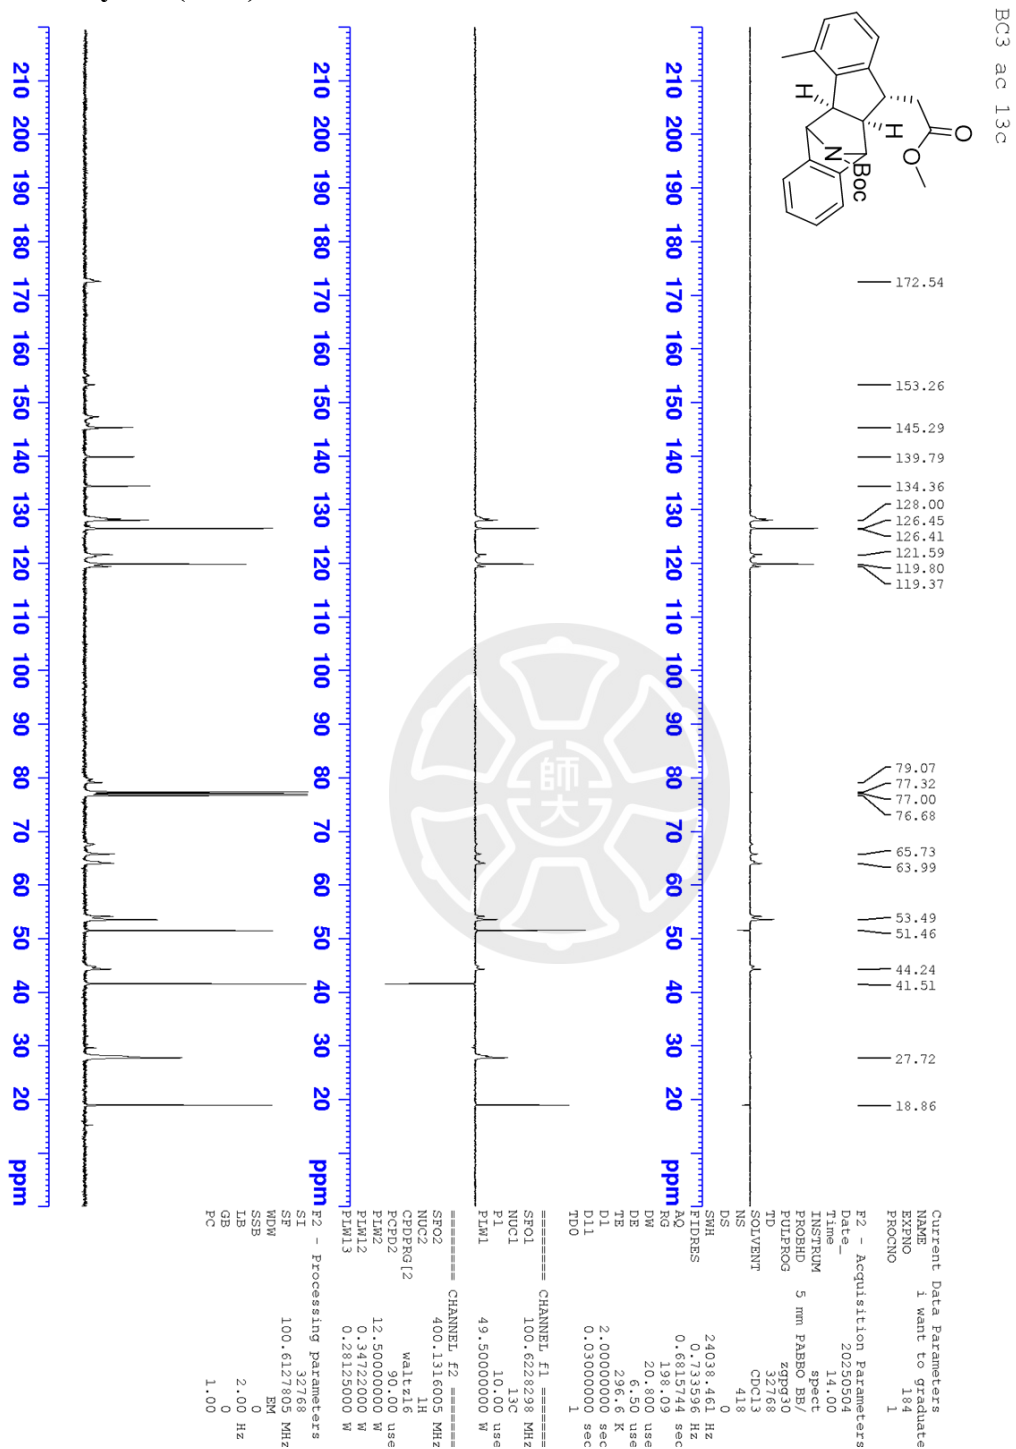 BC3 ac 13c
O
O
H
H
N
Boc
172.54
153.26
145.29
139.79
134.36
128.00
126.45
126.41
121.59
119.80
119.37
79.07
77.32
77.00
76.68
65.73
63.99
53.49
51.46
44.24
41.51
27.72
18.86
210 200 190 180 170 160 150 140 130 120 110 100 90 80 70 60 50 40 30 20 ppm
210 200 190 180 170 160 150 140 130 120 110 100 90 80 70 60 50 40 30 20 ppm
210 200 190 180 170 160 150 140 130 120 110 100 90 80 70 60 50 40 30 20 ppm
師大
Current Data Parameters
NAME i want to graduate
EXPNO 184
PROCNO 1
F2 - Acquisition Parameters
Date_ 20250504
Time 14.00
INSTRUM spect
PROBHD 5 mm PABBO BB/
PULPROG zgpg30
TD 32768
SOLVENT CDCl3
NS 418
DS 0
SWH 24038.461 Hz
FIDRES 0.733596 Hz
AQ 0.6815744 sec
RG 198.09
DW 20.800 use
DE 6.50 use
TE 296.6 K
D1 2.00000000 sec
D11 0.03000000 sec
TD0 1
======== CHANNEL f1 ========
SFO1 100.6228298 MHz
NUC1 13C
P1 10.00 use
PLW1 49.50000000 W
======== CHANNEL f2 ========
SFO2 400.1316005 MHz
NUC2 1H
CPDPRG[2 waltz16
PCPD2 90.00 use
PLW2 12.50000000 W
PLW12 0.34722000 W
PLW13 0.28125000 W
F2 - Processing parameters
SI 32768
SF 100.6127805 MHz
WDW EM
SSB 0
LB 2.00 Hz
GB 0
PC 1.00